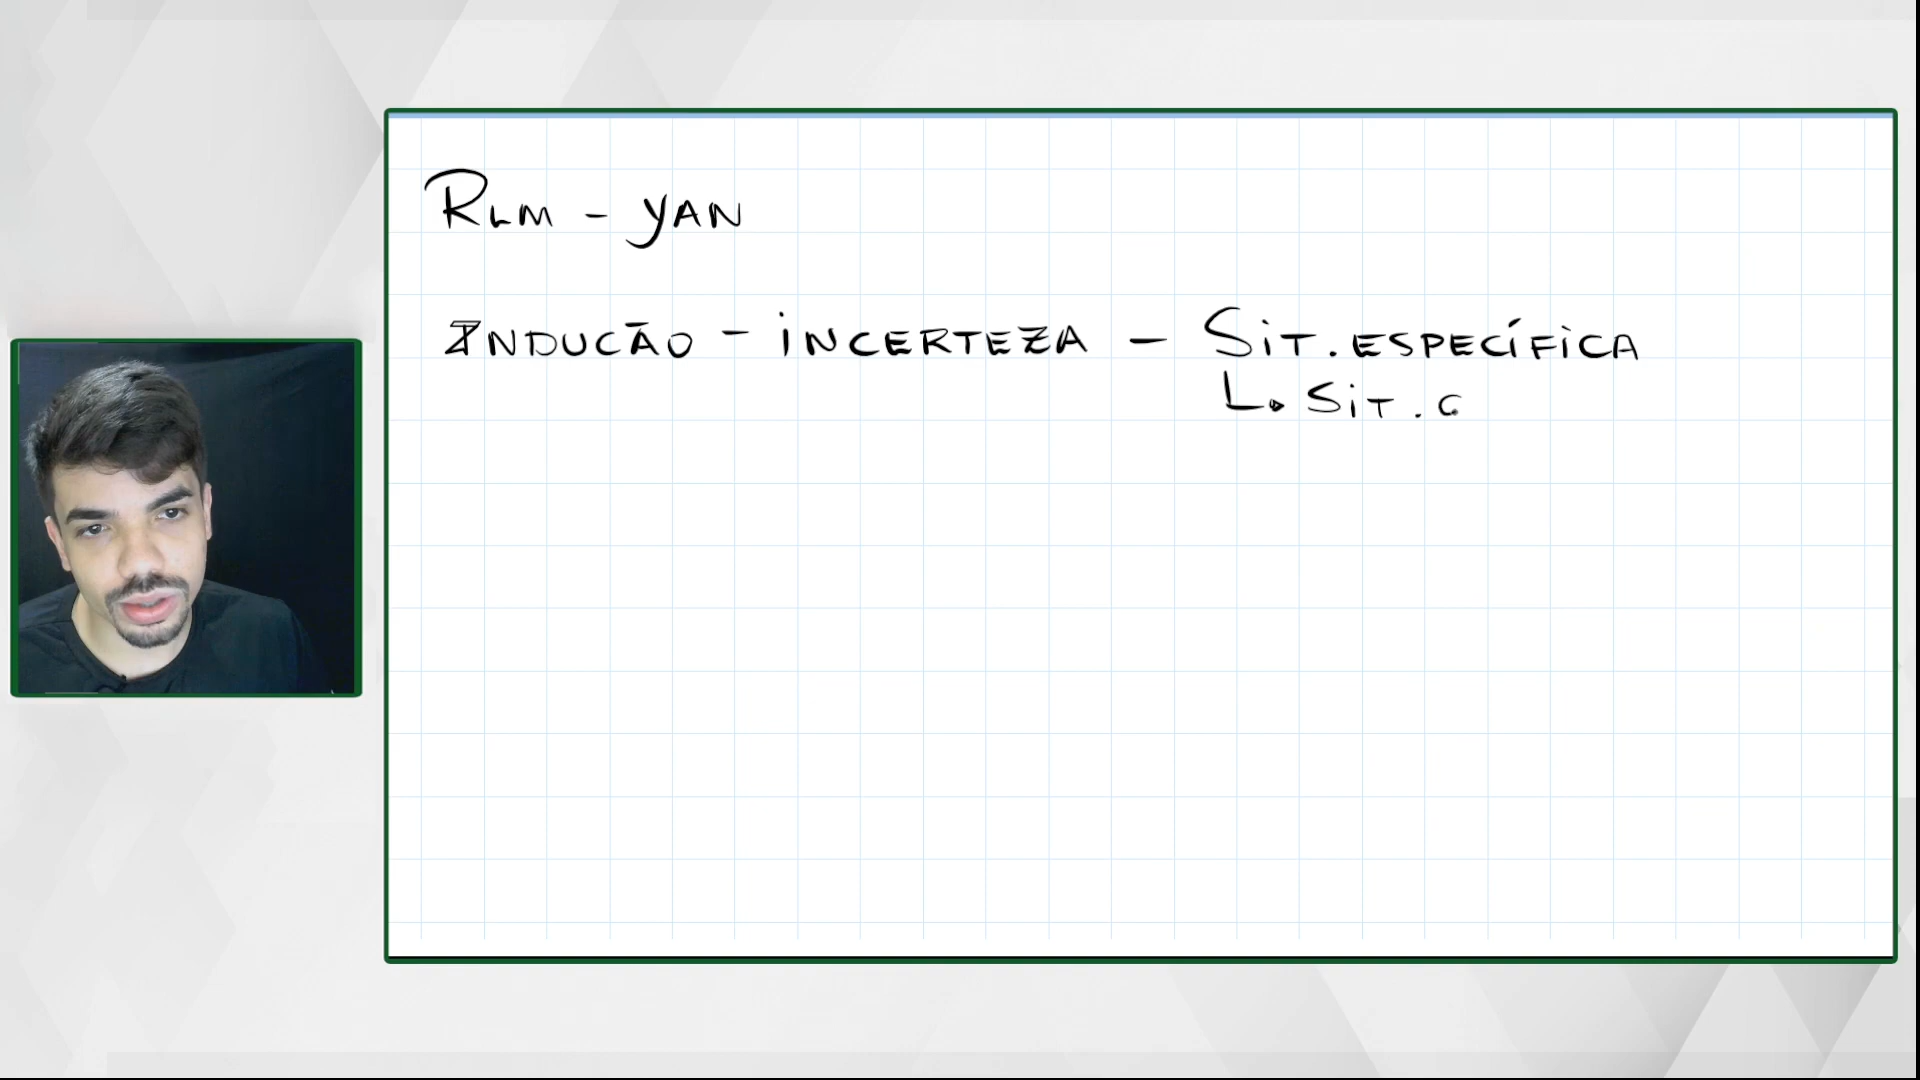 RLM - YAN
INDUCÃO - INCERTEZA - SIT. ESPECÍFICA
SIT. G